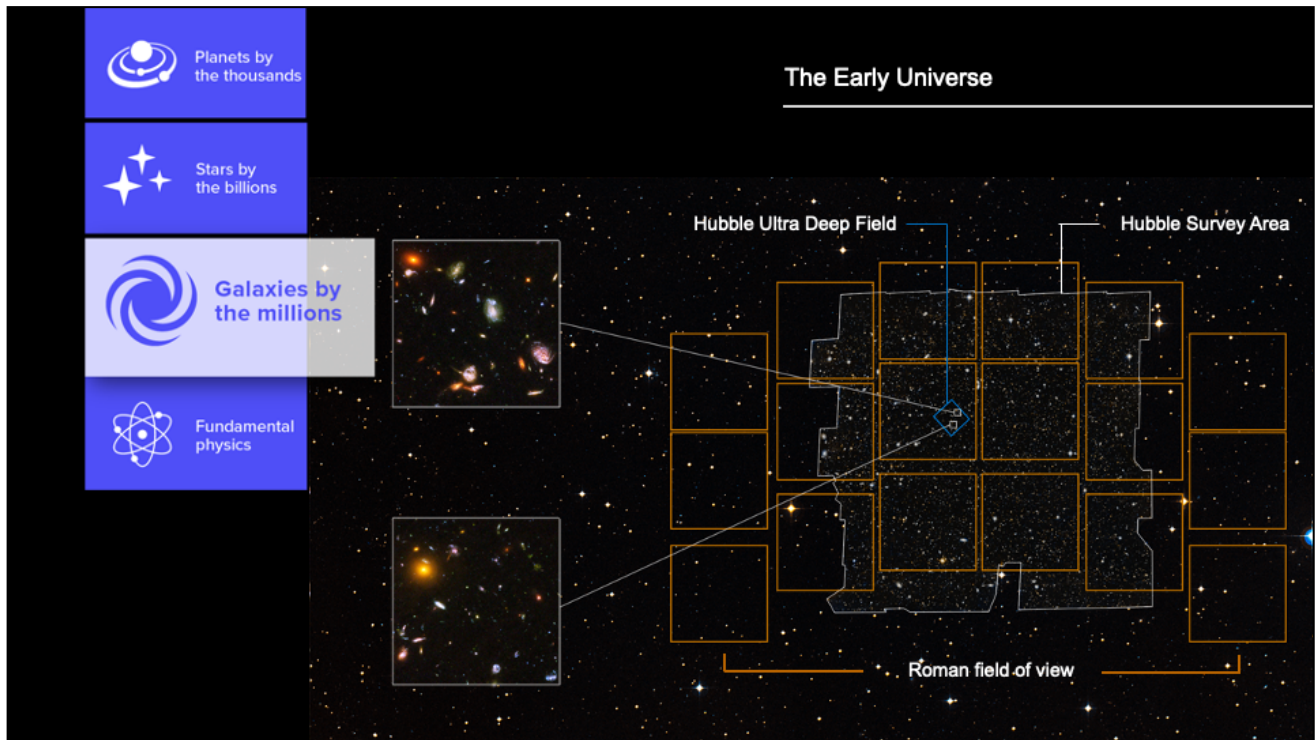 Planets by
the thousands
Stars by
the billions
Galaxies by
the millions
Fundamental
physics
The Early Universe
Hubble Ultra Deep Field
Hubble Survey Area
Roman field of view